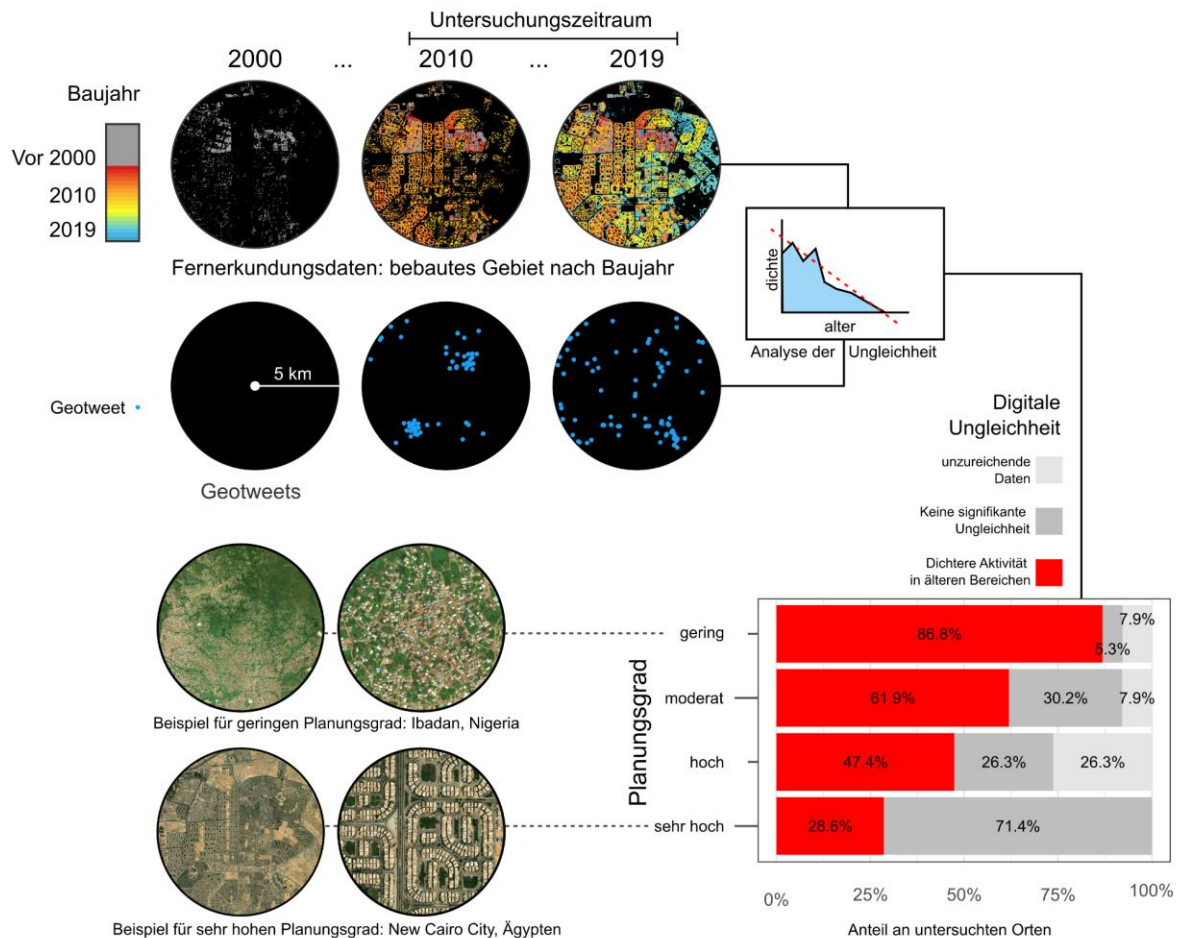 Untersuchungszeitraum
2000 ... 2010 ... 2019
Baujahr
Vor 2000
2010
2019
Fernerkundungsdaten: bebautes Gebiet nach Baujahr
dichte
alter
Analyse der Ungleichheit
5 km
Geotweet
Geotweets
Digitale
Ungleichheit
unzureichende
Daten
Keine signifikante
Ungleichheit
Dichtere Aktivität
in älteren Bereichen
Beispiel für geringen Planungsgrad: Ibadan, Nigeria
Beispiel für sehr hohen Planungsgrad: New Cairo City, Ägypten
Planungsgrad
gering
86.8%
5.3%
7.9%
moderat
61.9%
30.2%
7.9%
hoch
47.4%
26.3%
26.3%
sehr hoch
28.6%
71.4%
0% 25% 50% 75% 100%
Anteil an untersuchten Orten